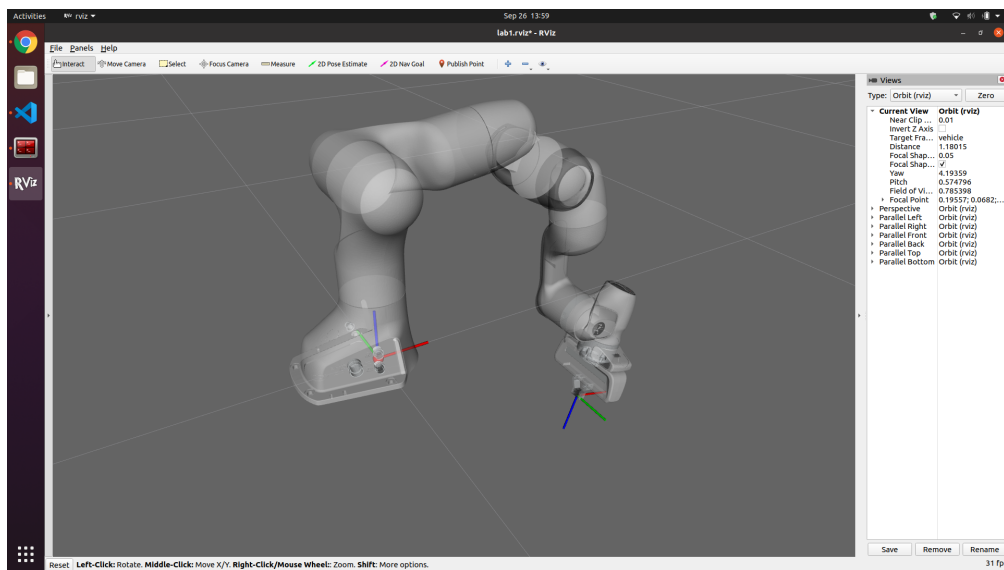 Activities RViz rviz Sep 26 13:59
lab1.rviz* - RViz
File Panels Help
Interact Move Camera Select Focus Camera Measure 2D Pose Estimate 2D Nav Goal Publish Point
Views
Type: Orbit (rviz) Zero
Current View Orbit (rviz)
Near Clip ... 0.01
Invert Z Axis
Target Fra... vehicle
Distance 1.18015
Focal Shap... 0.05
Focal Shap...
Yaw 4.19359
Pitch 0.574796
Field of Vi... 0.785398
Focal Point 0.19557; 0.0682;...
Perspective Orbit (rviz)
Parallel Left Orbit (rviz)
Parallel Right Orbit (rviz)
Parallel Front Orbit (rviz)
Parallel Back Orbit (rviz)
Parallel Top Orbit (rviz)
Parallel Bottom Orbit (rviz)
RViz
Save Remove Rename
Reset Left-Click: Rotate. Middle-Click: Move X/Y. Right-Click/Mouse Wheel:: Zoom. Shift: More options. 31 fp